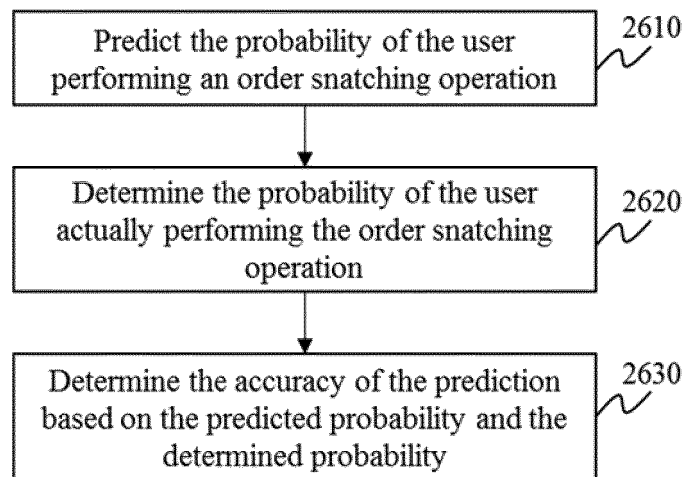 Predict the probability of the user
performing an order snatching operation
2610
Determine the probability of the user
actually performing the order snatching
operation
2620
Determine the accuracy of the prediction
based on the predicted probability and the
determined probability
2630